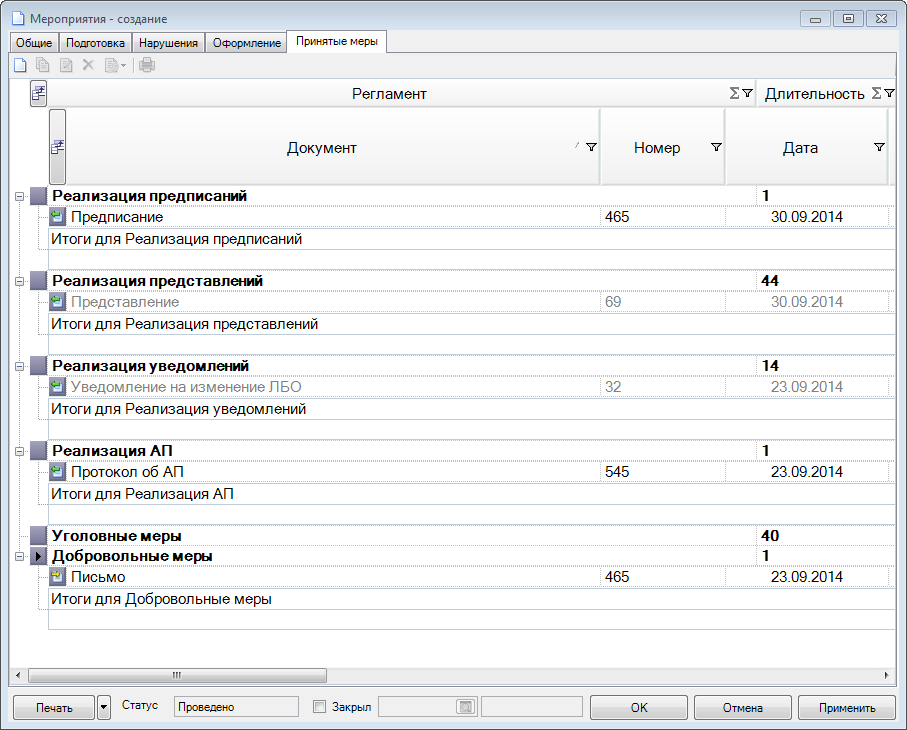 Мероприятия - создание
Общие Подготовка Нарушения Оформление Принятые меры
Регламент Σ Длительность Σ
Документ Номер Дата
Реализация предписаний 1
Предписание 465 30.09.2014
Итоги для Реализация предписаний
Реализация представлений 44
Представление 69 30.09.2014
Итоги для Реализация представлений
Реализация уведомлений 14
Уведомление на изменение ЛБО 32 23.09.2014
Итоги для Реализация уведомлений
Реализация АП 1
Протокол об АП 545 23.09.2014
Итоги для Реализация АП
Уголовные меры 40
Добровольные меры 1
Письмо 465 23.09.2014
Итоги для Добровольные меры
Печать Статус Проведено Закрыл OK Отмена Применить